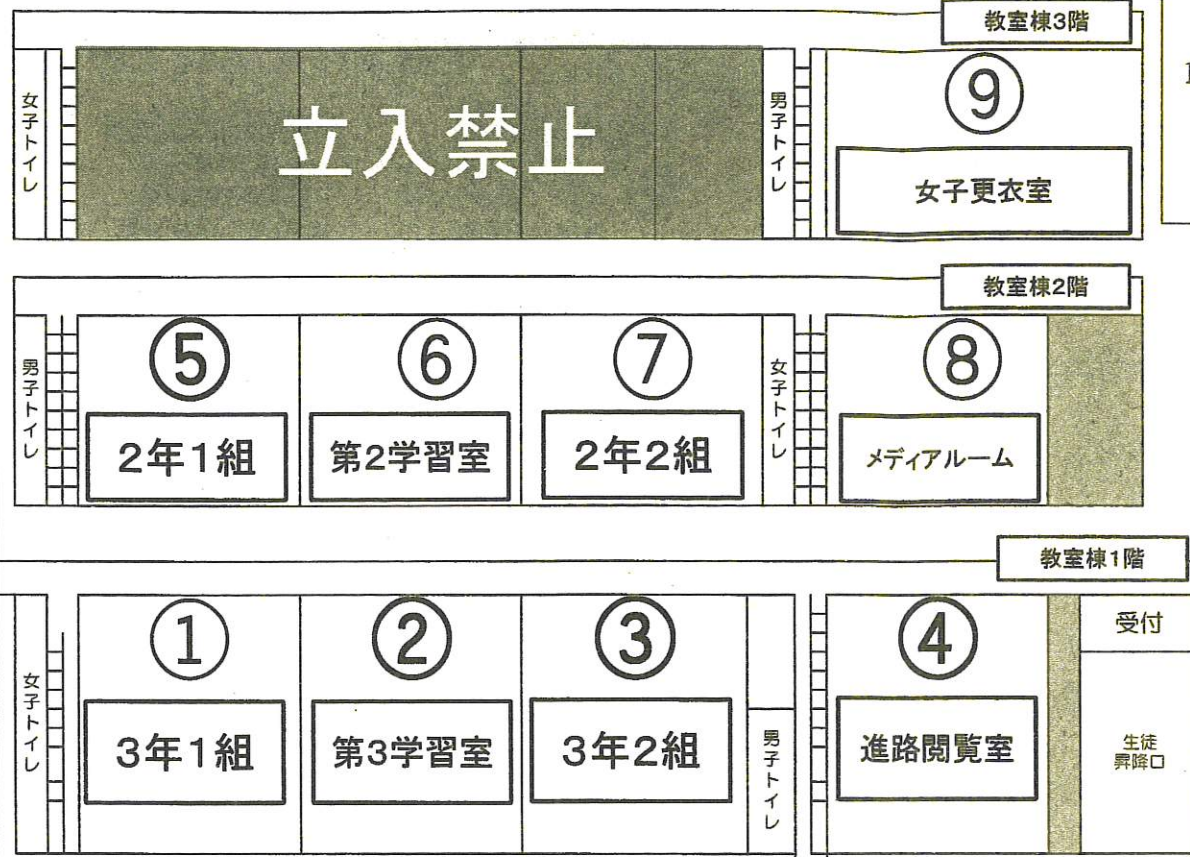 教室棟3階
女子トイレ
立入禁止
男子トイレ
⑨
女子更衣室
教室棟2階
男子トイレ
⑤
2年1組
⑥
第2学習室
⑦
2年2組
女子トイレ
⑧
メディアルーム
教室棟1階
女子トイレ
①
3年1組
②
第3学習室
③
3年2組
男子トイレ
④
進路閲覧室
受付
生徒
昇降口